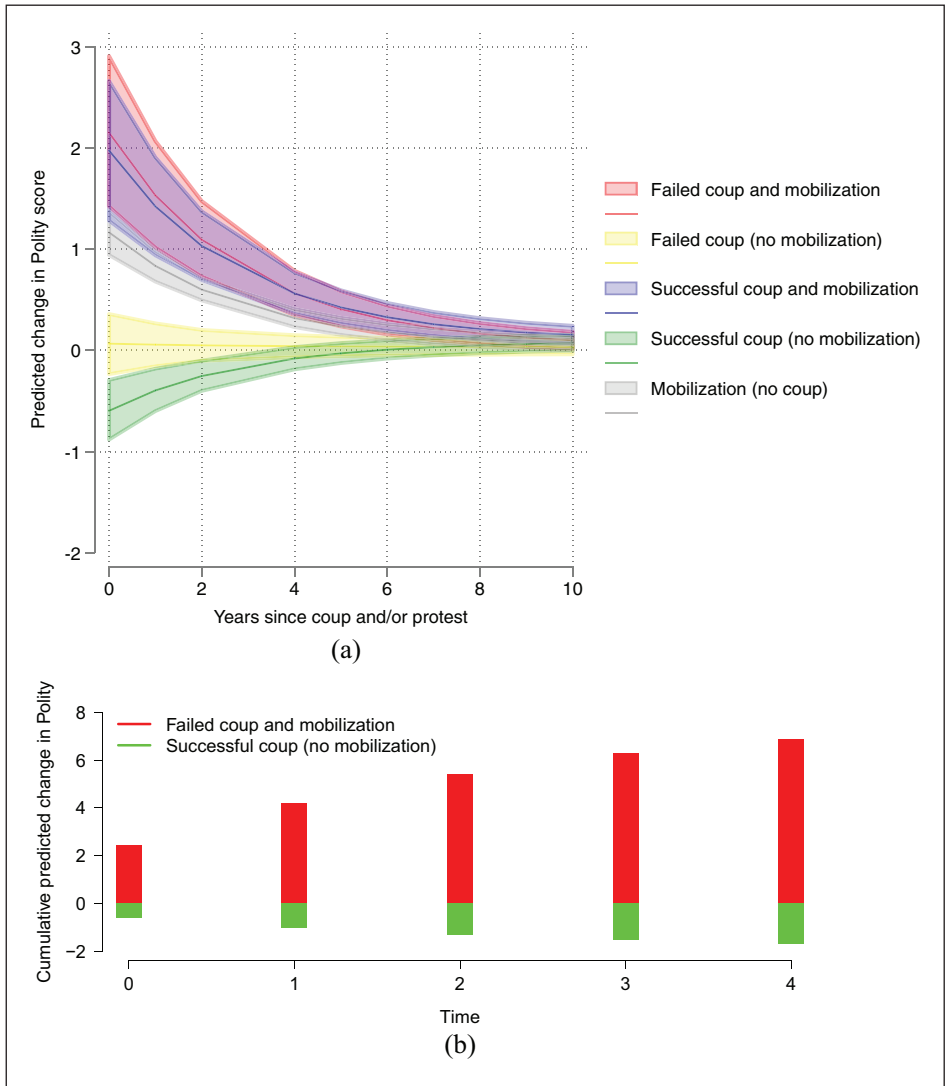 3
2
1
0
-1
-2
Predicted change in Polity score
0 2 4 6 8 10
Years since coup and/or protest
Failed coup and mobilization
Failed coup (no mobilization)
Successful coup and mobilization
Successful coup (no mobilization)
Mobilization (no coup)
(a)
Cumulative predicted change in Polity
8
6
4
2
0
−2
Failed coup and mobilization
Successful coup (no mobilization)
0 1 2 3 4
Time
(b)